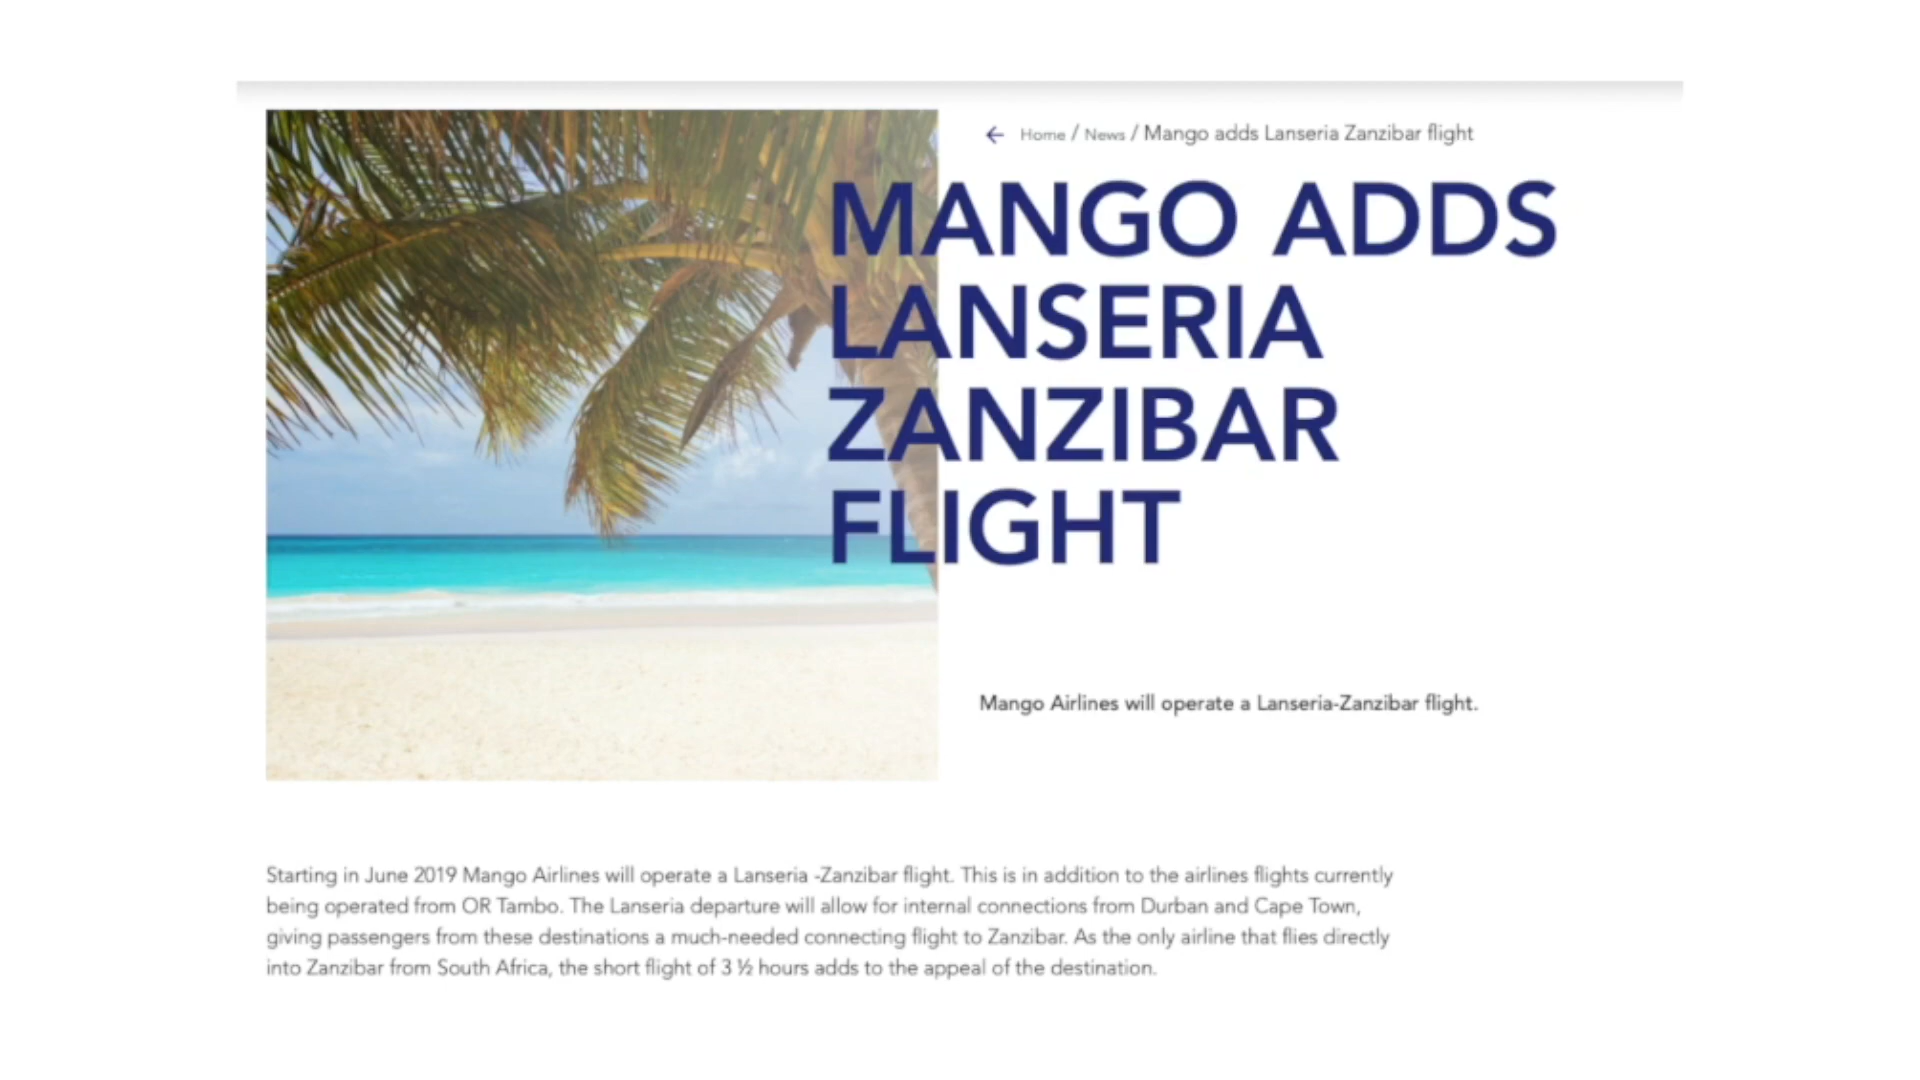 ← Home / News / Mango adds Lanseria Zanzibar flight
MANGO ADDS
LANSERIA
ZANZIBAR
FLIGHT
Mango Airlines will operate a Lanseria-Zanzibar flight.
Starting in June 2019 Mango Airlines will operate a Lanseria -Zanzibar flight. This is in addition to the airlines flights currently
being operated from OR Tambo. The Lanseria departure will allow for internal connections from Durban and Cape Town,
giving passengers from these destinations a much-needed connecting flight to Zanzibar. As the only airline that flies directly
into Zanzibar from South Africa, the short flight of 3 ½ hours adds to the appeal of the destination.